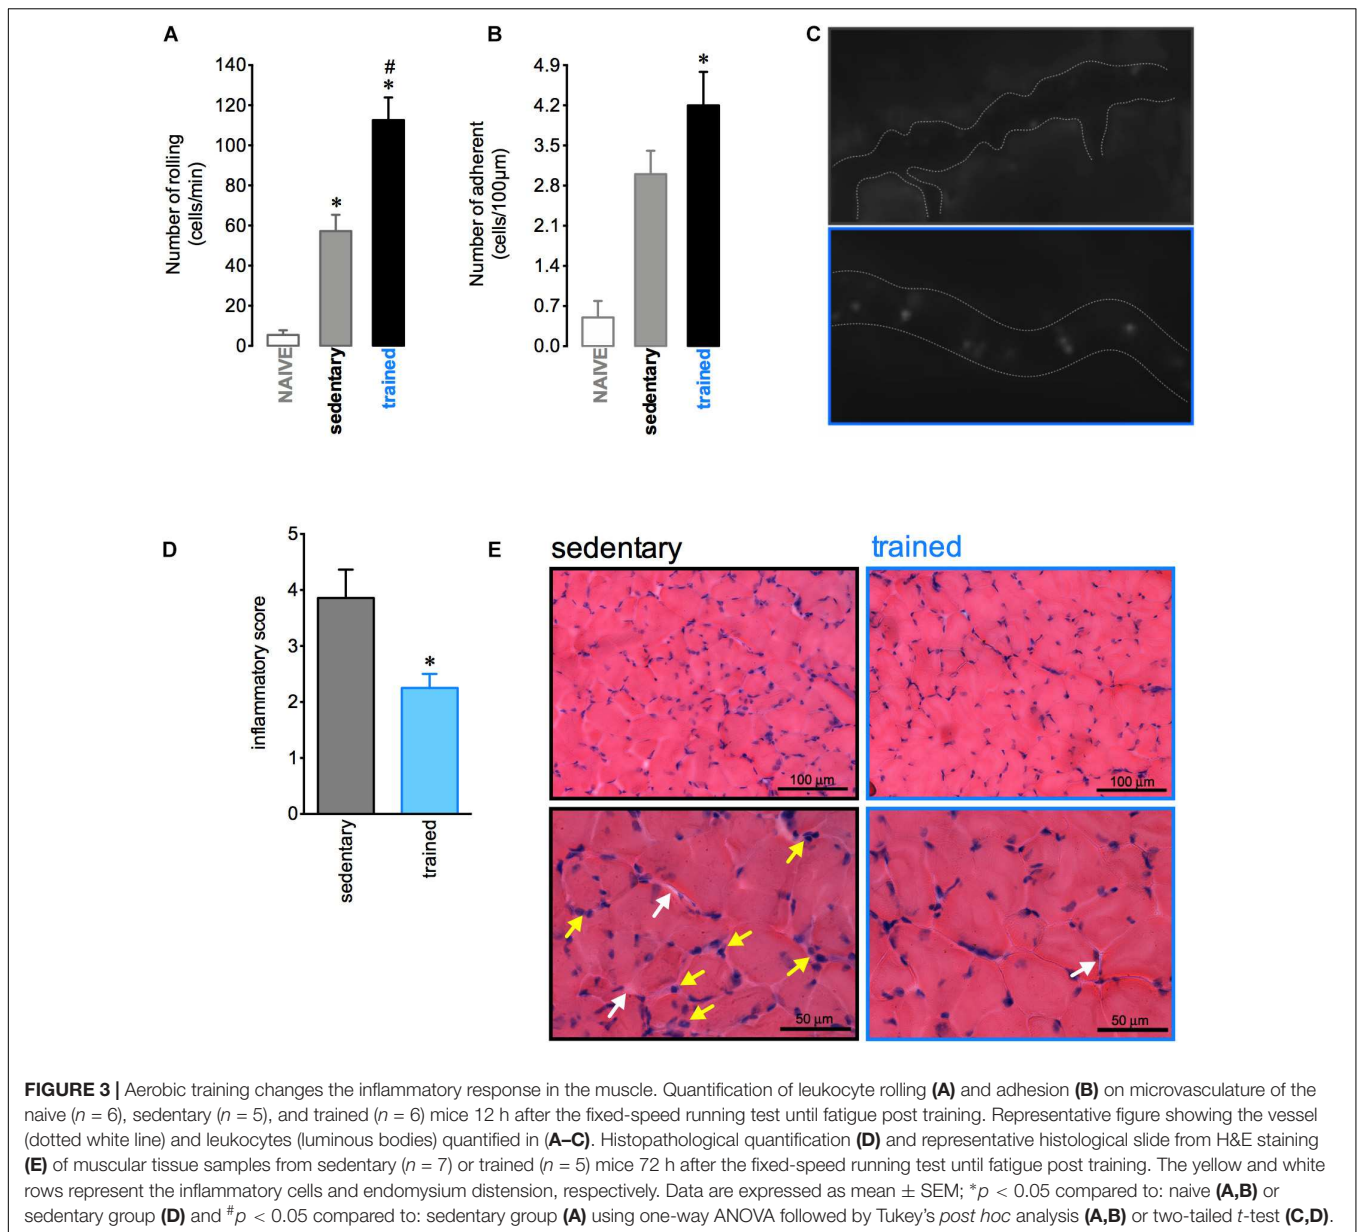 A
140
120
100
80
60
40
20
0
Number of rolling
(cells/min)
*
#
*
NAIVE
sedentary
trained
B
4.9
4.2
3.5
2.8
2.1
1.4
0.7
0.0
Number of adherent
(cells/100µm)
*
NAIVE
sedentary
trained
C
D
5
4
3
2
1
0
inflammatory score
*
sedentary
trained
E
sedentary
trained
100 µm
100 µm
50 µm
50 µm
FIGURE 3 | Aerobic training changes the inflammatory response in the muscle. Quantification of leukocyte rolling (A) and adhesion (B) on microvasculature of the
naive (n = 6), sedentary (n = 5), and trained (n = 6) mice 12 h after the fixed-speed running test until fatigue post training. Representative figure showing the vessel
(dotted white line) and leukocytes (luminous bodies) quantified in (A–C). Histopathological quantification (D) and representative histological slide from H&E staining
(E) of muscular tissue samples from sedentary (n = 7) or trained (n = 5) mice 72 h after the fixed-speed running test until fatigue post training. The yellow and white
rows represent the inflammatory cells and endomysium distension, respectively. Data are expressed as mean ± SEM; *p < 0.05 compared to: naive (A,B) or
sedentary group (D) and #p < 0.05 compared to: sedentary group (A) using one-way ANOVA followed by Tukey's post hoc analysis (A,B) or two-tailed t-test (C,D).